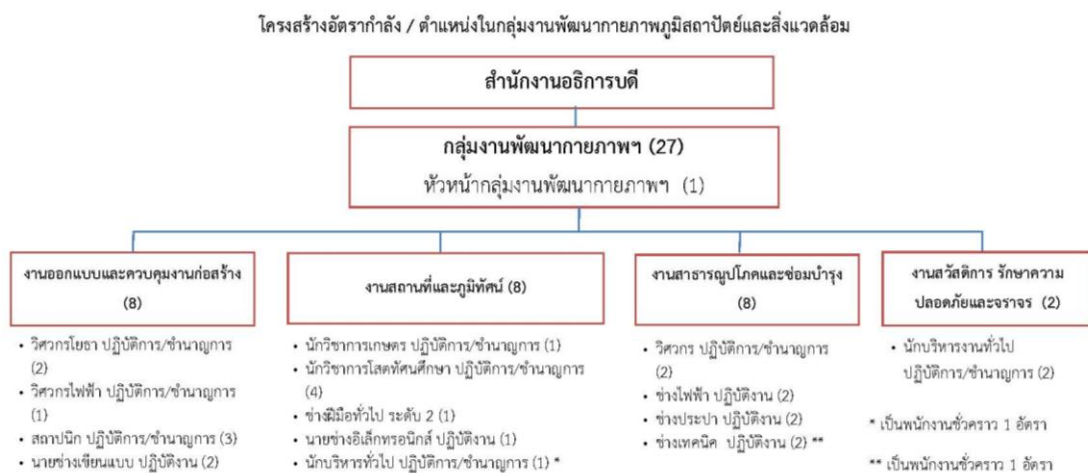 โครงสร้างอัตรากำลัง / ตำแหน่งในกลุ่มงานพัฒนากายภาพภูมิสถาปัตย์และสิ่งแวดล้อม
สำนักงานอธิการบดี
กลุ่มงานพัฒนากายภาพฯ (27)
หัวหน้ากลุ่มงานพัฒนากายภาพฯ (1)
งานออกแบบและควบคุมงานก่อสร้าง
(8)
• วิศวกรโยธา ปฏิบัติการ/ชำนาญการ
(2)
• วิศวกรไฟฟ้า ปฏิบัติการ/ชำนาญการ
(1)
• สถาปนิก ปฏิบัติการ/ชำนาญการ (3)
• นายช่างเขียนแบบ ปฏิบัติงาน (2)
งานสถานที่และภูมิทัศน์ (8)
• นักวิชาการเกษตร ปฏิบัติการ/ชำนาญการ (1)
• นักวิชาการโสตทัศนศึกษา ปฏิบัติการ/ชำนาญการ
(4)
• ช่างฝีมือทั่วไป ระดับ 2 (1)
• นายช่างอิเล็กทรอนิกส์ ปฏิบัติงาน (1)
• นักบริหารทั่วไป ปฏิบัติการ/ชำนาญการ (1) *
งานสาธารณูปโภคและซ่อมบำรุง
(8)
• วิศวกร ปฏิบัติการ/ชำนาญการ
(2)
• ช่างไฟฟ้า ปฏิบัติงาน (2)
• ช่างประปา ปฏิบัติงาน (2)
• ช่างเทคนิค ปฏิบัติงาน (2) **
งานสวัสดิการ รักษาความ
ปลอดภัยและจราจร (2)
• นักบริหารงานทั่วไป
ปฏิบัติการ/ชำนาญการ (2)
* เป็นพนักงานชั่วคราว 1 อัตรา
** เป็นพนักงานชั่วคราว 1 อัตรา